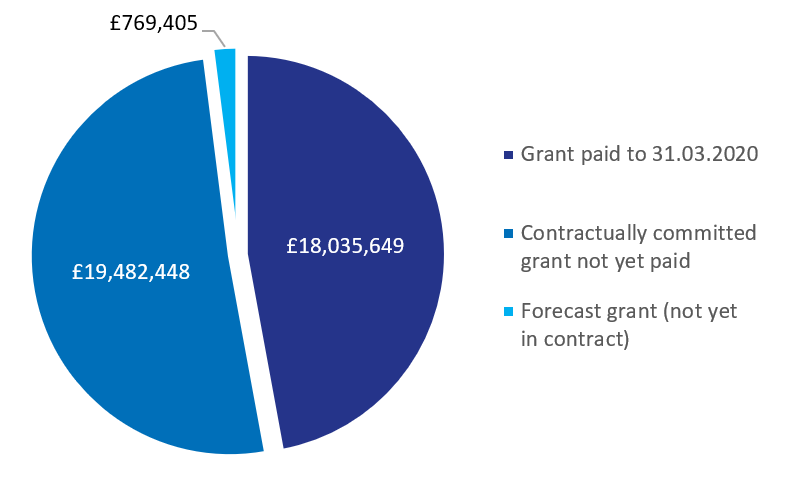 £769,405
£18,035,649
£19,482,448
Grant paid to 31.03.2020
Contractually committed
grant not yet paid
Forecast grant (not yet
in contract)